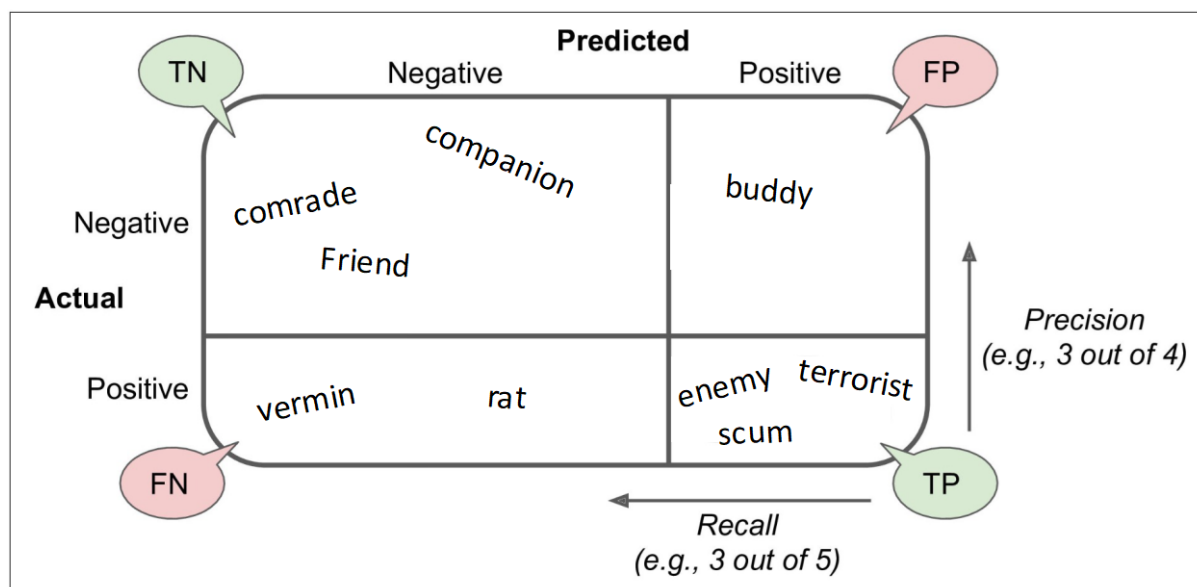 Predicted
TN
Negative
Positive
FP
companion
comrade
buddy
Negative
Friend
Actual
Precision
(e.g., 3 out of 4)
Positive
vermin
rat
enemy
terrorist
scum
FN
TP
Recall
(e.g., 3 out of 5)